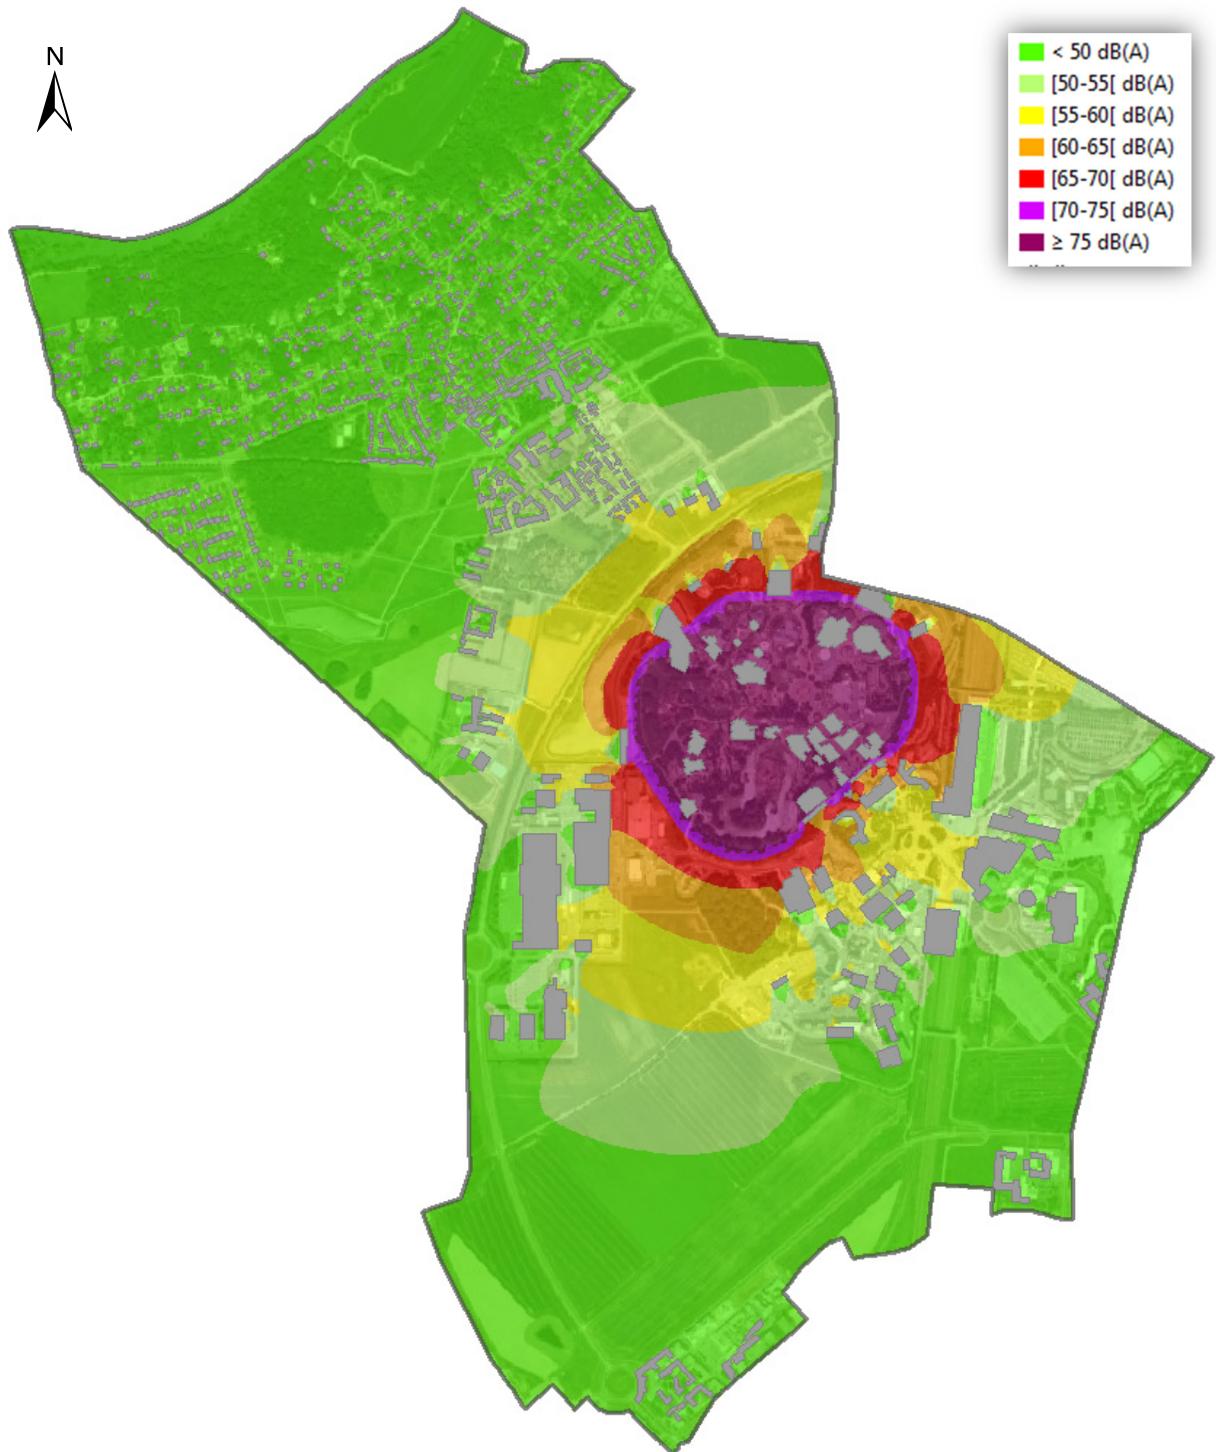 N
< 50 dB(A)
[50-55[ dB(A)
[55-60[ dB(A)
[60-65[ dB(A)
[65-70[ dB(A)
[70-75[ dB(A)
≥ 75 dB(A)